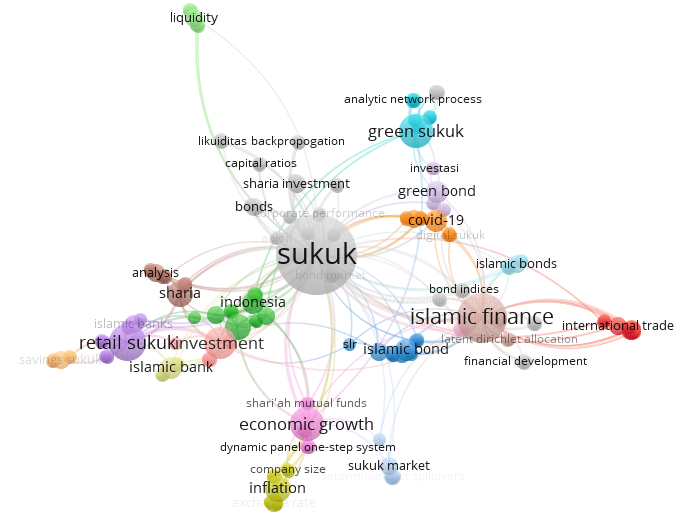 liquidity
analytic network process
green sukuk
likuiditas
backpropogation
capital ratios
investasi
sharia investment
green bond
bonds
corporate performance
covid-19
digital sukuk
sukuk
islamic bonds
bond market
analysis
sharia
bond indices
indonesia
islamic finance
islamic banks
international trade
retail sukuk
investment
slr
islamic bond
latent dirichlet allocation
savings sukuk
islamic bank
financial development
shari'ah mutual funds
economic growth
dynamic panel one-step system
company size
sukuk market
inflation
exchange rate